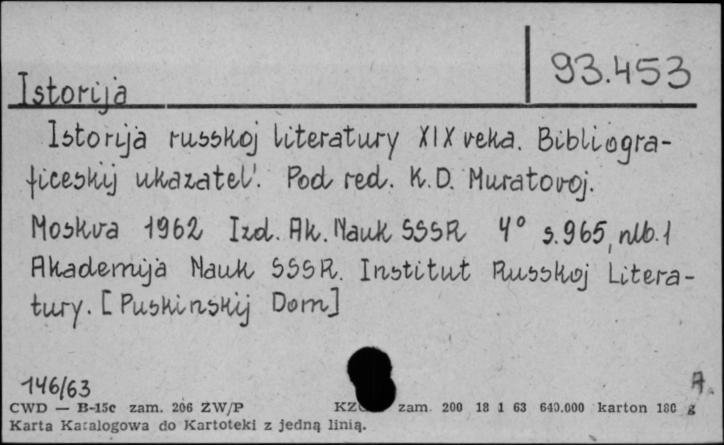 93.453
Istorija
Istorija russkoj literatury XIX veka. Bibliogra-
ficeskij ukazatel'. Pod red. K.D. Muratovoj.
Moskva 1962 Izd. Ak. Nauk SSSR 4° s.965, nlb.1
Akademija Nauk SSSR. Institut Russkoj Litera-
tury. [Puskinskij Dom]
146/63
A.
CWD — B-15c zam. 206 ZW/P zam. 200 18 1 63 640.000 karton 180 g
Karta Katalogowa do Kartoteki z jedną linią.